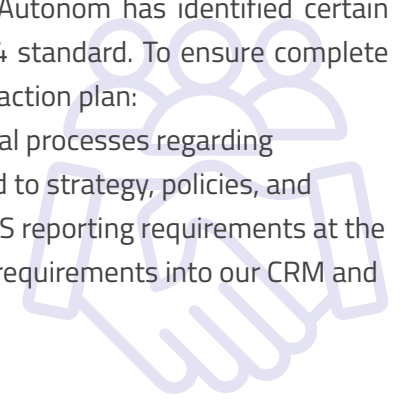 Autonom has identified certain
standard. To ensure complete
action plan:
al processes regarding
to strategy, policies, and
S reporting requirements at the
requirements into our CRM and